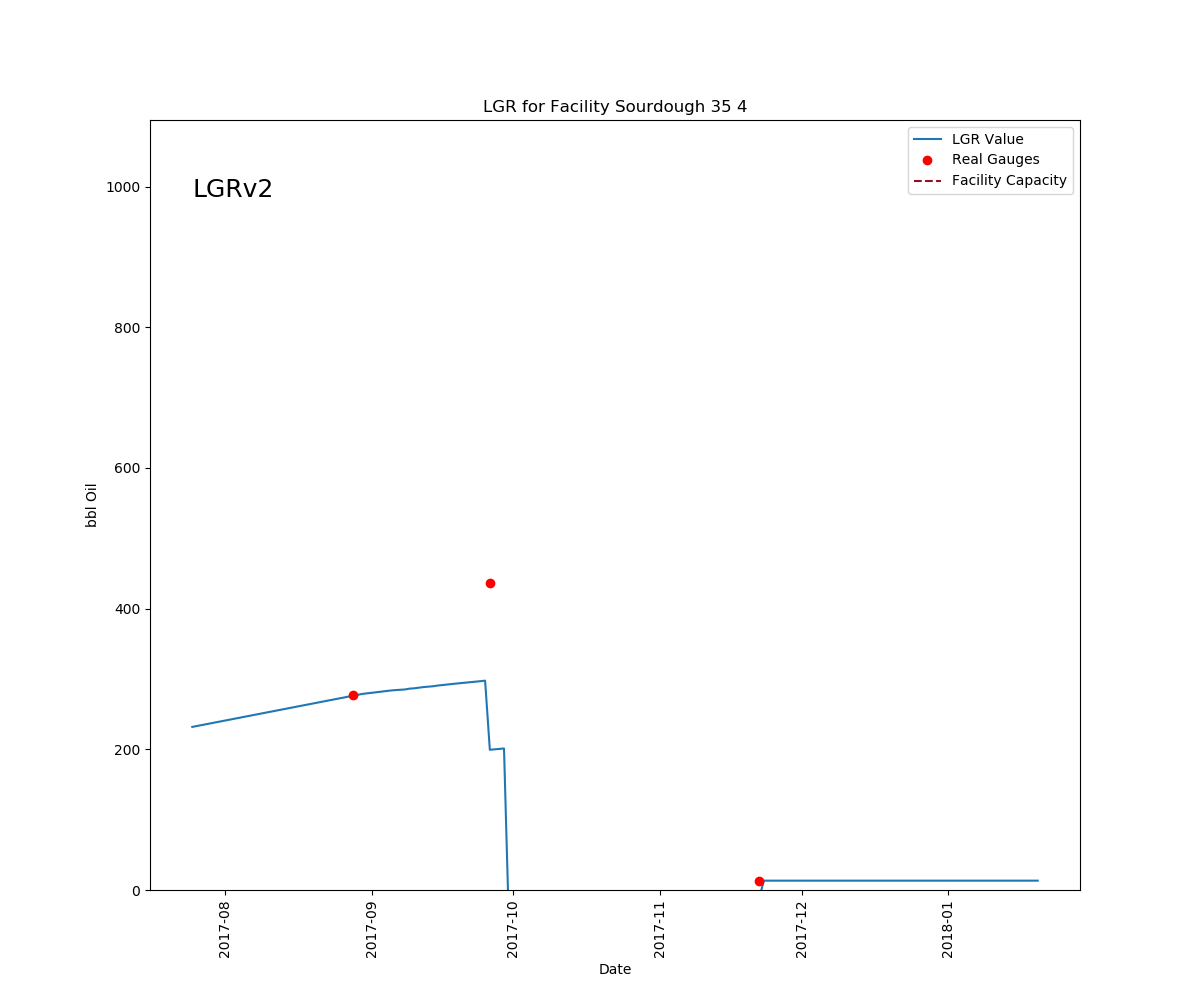 LGR for Facility Sourdough 35 4
LGRv2
LGR Value
Real Gauges
Facility Capacity
1000
800
600
400
200
0
bbl Oil
2017-08
2017-09
2017-10
2017-11
2017-12
2018-01
Date